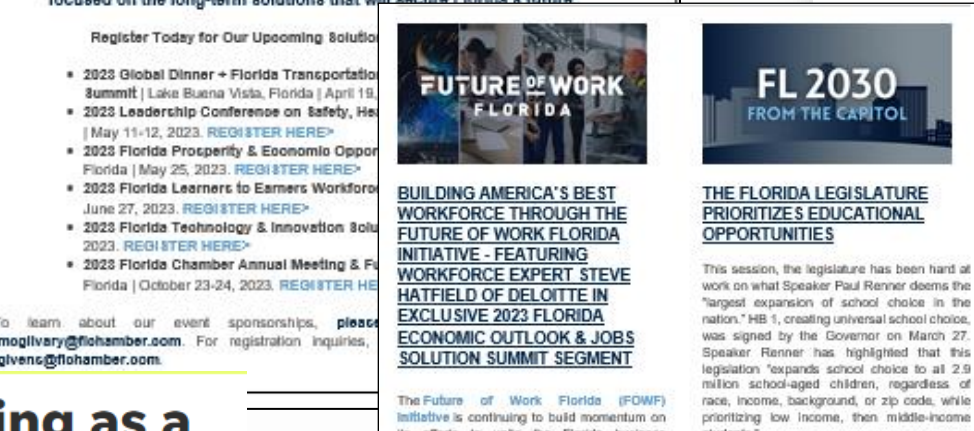 focused on the long-term solutions that will
Register Today for Our Upcoming Solutio
• 2023 Global Dinner + Florida Transportatio
Summit | Lake Buena Vista, Florida | April 19,
• 2023 Leadership Conference on Safety, Hea
| May 11-12, 2023. REGISTER HERE>
• 2023 Florida Prosperity & Economic Oppor
Florida | May 25, 2023. REGISTER HERE>
• 2023 Florida Learners to Earners Workforce
June 27, 2023. REGISTER HERE>
• 2023 Florida Technology & Innovation Solu
2023. REGISTER HERE>
• 2023 Florida Chamber Annual Meeting & Fu
Florida | October 23-24, 2023. REGISTER HE
o learn about our event sponsorships, please
mogilvary@flchamber.com. For registration inquiries,
givens@flchamber.com.
ing as a
FUTURE OF WORK
FLORIDA
BUILDING AMERICA'S BEST
WORKFORCE THROUGH THE
FUTURE OF WORK FLORIDA
INITIATIVE - FEATURING
WORKFORCE EXPERT STEVE
HATFIELD OF DELOITTE IN
EXCLUSIVE 2023 FLORIDA
ECONOMIC OUTLOOK & JOBS
SOLUTION SUMMIT SEGMENT
The Future of Work Florida (FOWF)
Initiative is continuing to build momentum on
FL 2030
FROM THE CAPITOL
THE FLORIDA LEGISLATURE
PRIORITIZES EDUCATIONAL
OPPORTUNITIES
This session, the legislature has been hard at
work on what Speaker Paul Renner deems the
"largest expansion of school choice in the
nation." HB 1, creating universal school choice,
was signed by the Governor on March 27.
Speaker Renner has highlighted that this
legislation "expands school choice to all 2.9
million school-aged children, regardless of
race, income, background, or zip code, while
prioritizing low income, then middle-income